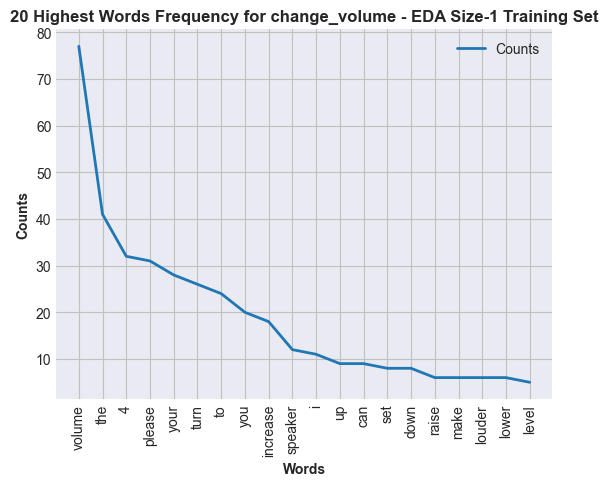 20 Highest Words Frequency for change_volume - EDA Size-1 Training Set
Counts
Counts
80
70
60
50
40
30
20
10
volume
the
4
please
your
turn
to
you
increase
speaker
i
up
can
set
down
raise
make
louder
lower
level
Words